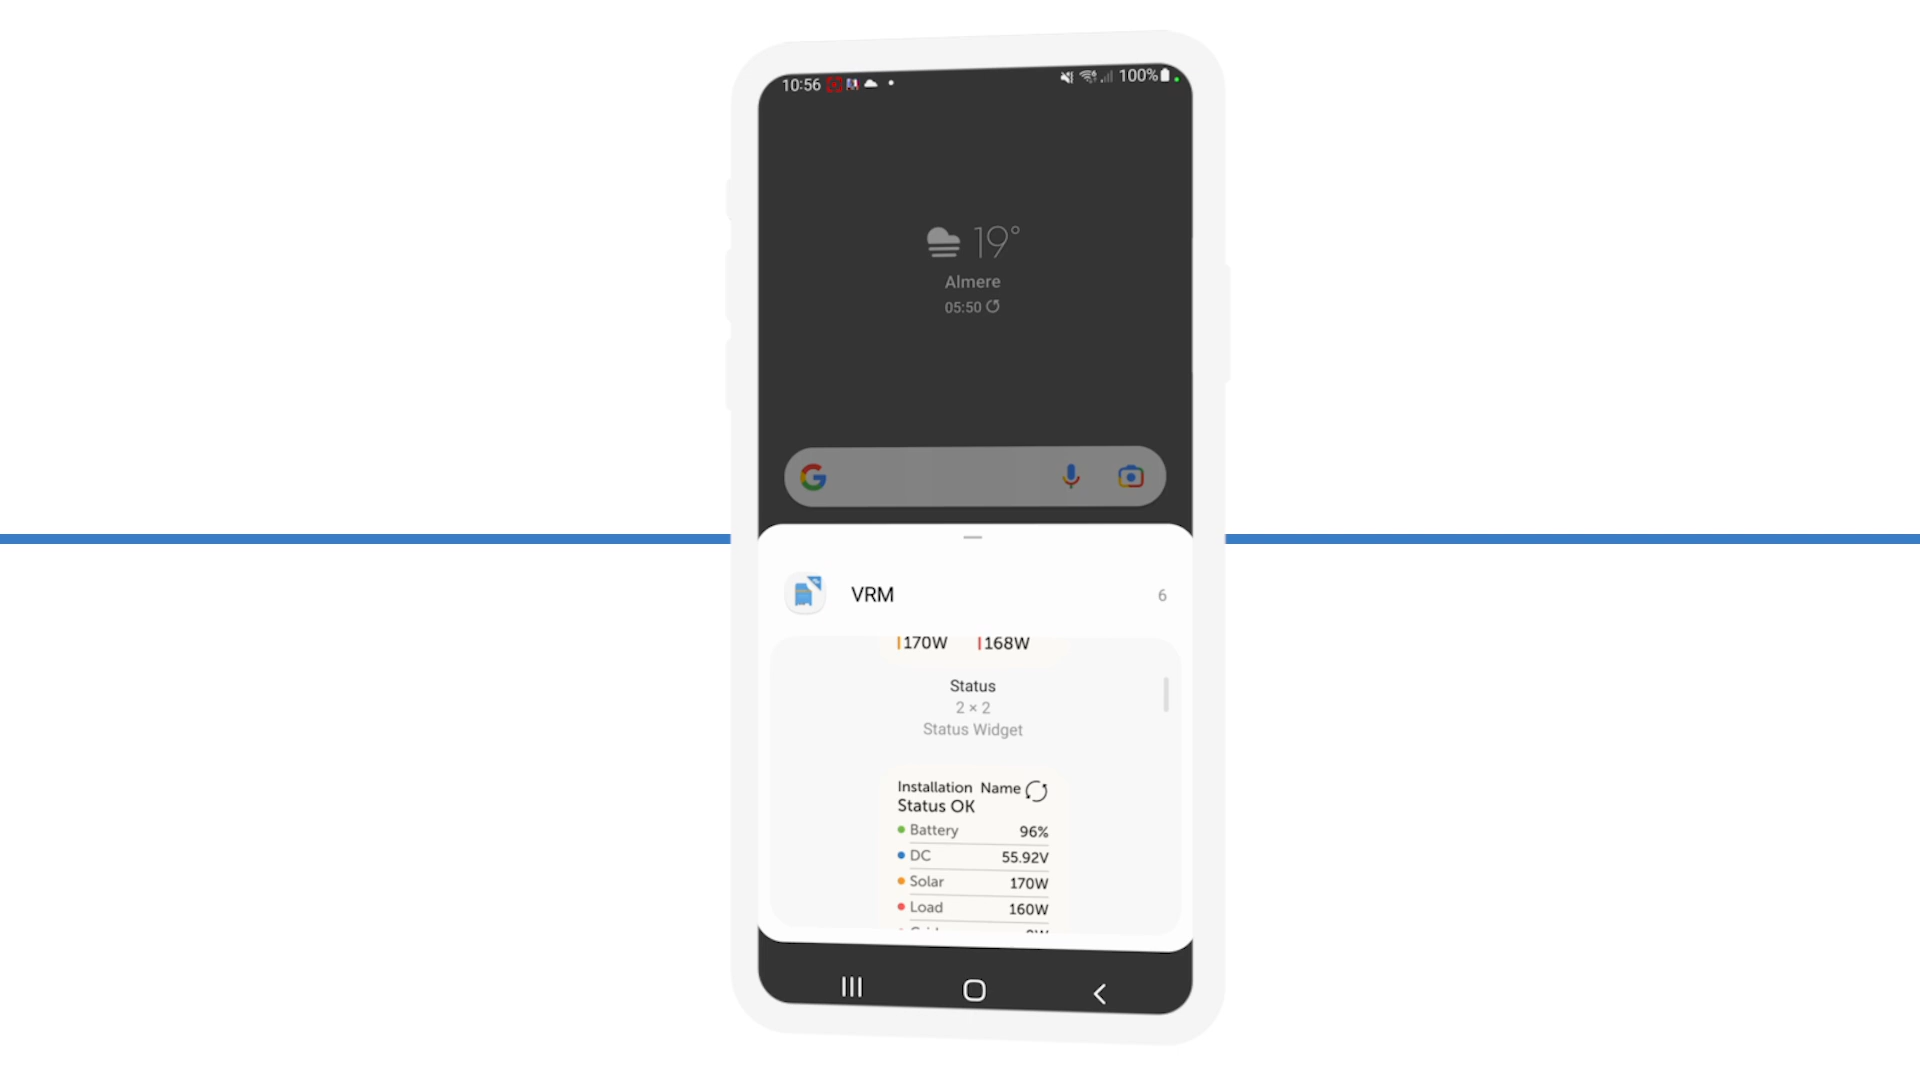 10:56
100%
19°
Almere
05:50
VRM
6
170W 168W
Status
2 × 2
Status Widget
Installation Name
Status OK
Battery 96%
DC 55.92V
Solar 170W
Load 160W